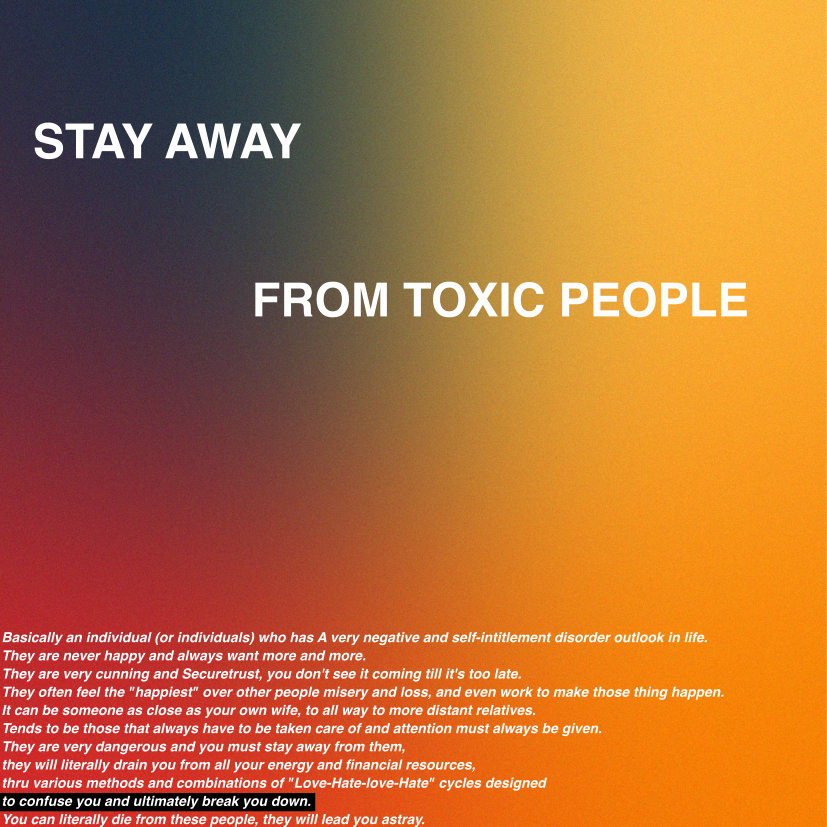 STAY AWAY
FROM TOXIC PEOPLE
Basically an individual (or individuals) who has A very negative and self-intitlement disorder outlook in life.
They are never happy and always want more and more.
They are very cunning and Securetrust, you don't see it coming till it's too late.
They often feel the "happiest" over other people misery and loss, and even work to make those thing happen.
It can be someone as close as your own wife, to all way to more distant relatives.
Tends to be those that always have to be taken care of and attention must always be given.
They are very dangerous and you must stay away from them,
they will literally drain you from all your energy and financial resources,
thru various methods and combinations of "Love-Hate-love-Hate" cycles designed
to confuse you and ultimately break you down.
You can literally die from these people, they will lead you astray.